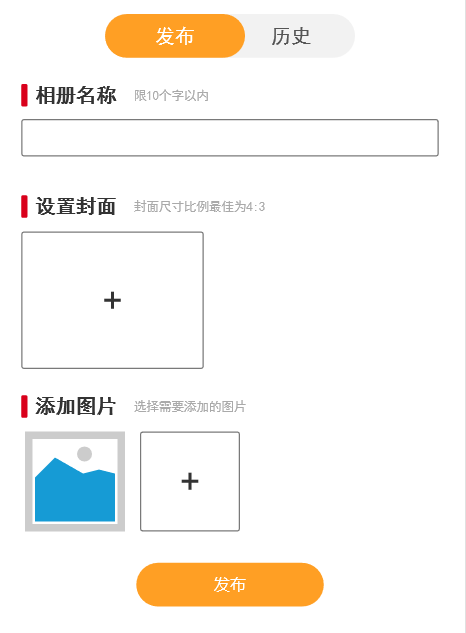 发布 历史
相册名称 限10个字以内
设置封面 封面尺寸比例最佳为4:3
+
添加图片 选择需要添加的图片
+
发布